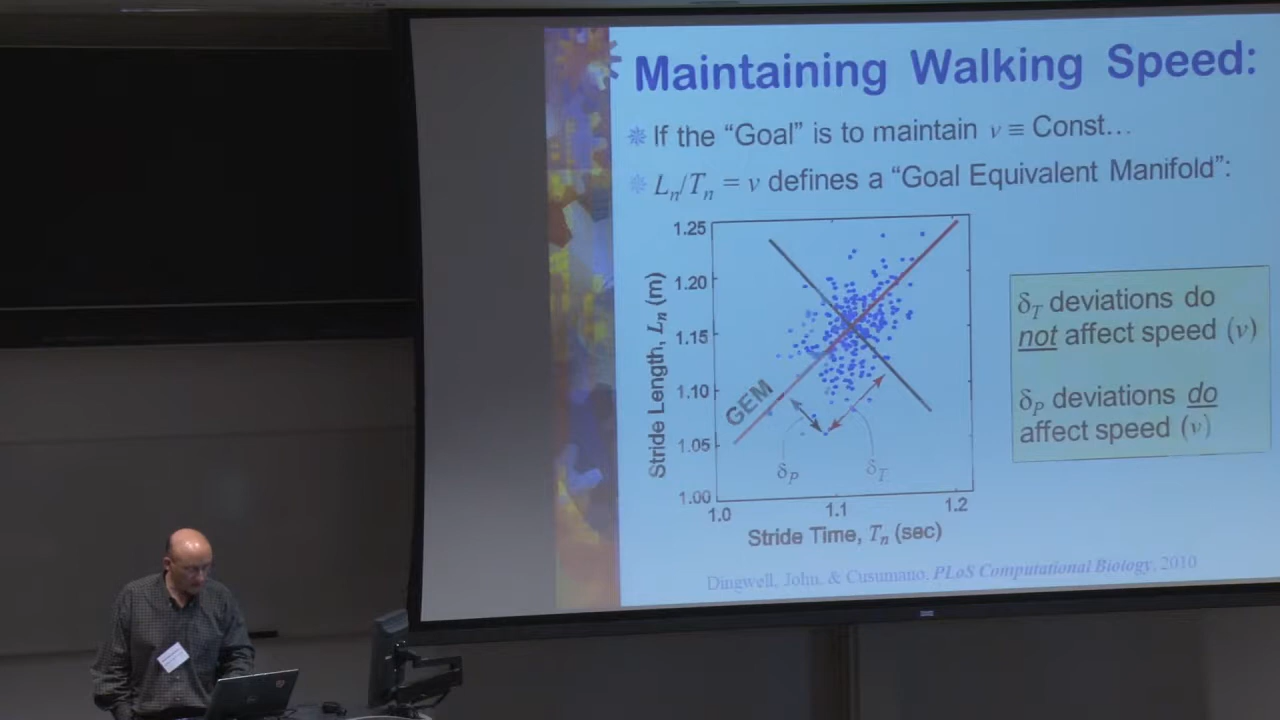 Maintaining Walking Speed:
If the “Goal” is to maintain v ≡ Const…
Ln/Tn = v defines a “Goal Equivalent Manifold”:
1.25
1.20
1.15
1.10
1.05
1.00
Stride Length, Ln (m)
GEM
δP
δT
1.0
1.1
1.2
Stride Time, Tn (sec)
δT deviations do
not affect speed (v)
δP deviations do
affect speed (v)
Dingwell, John, & Cusumano, PLoS Computational Biology, 2010